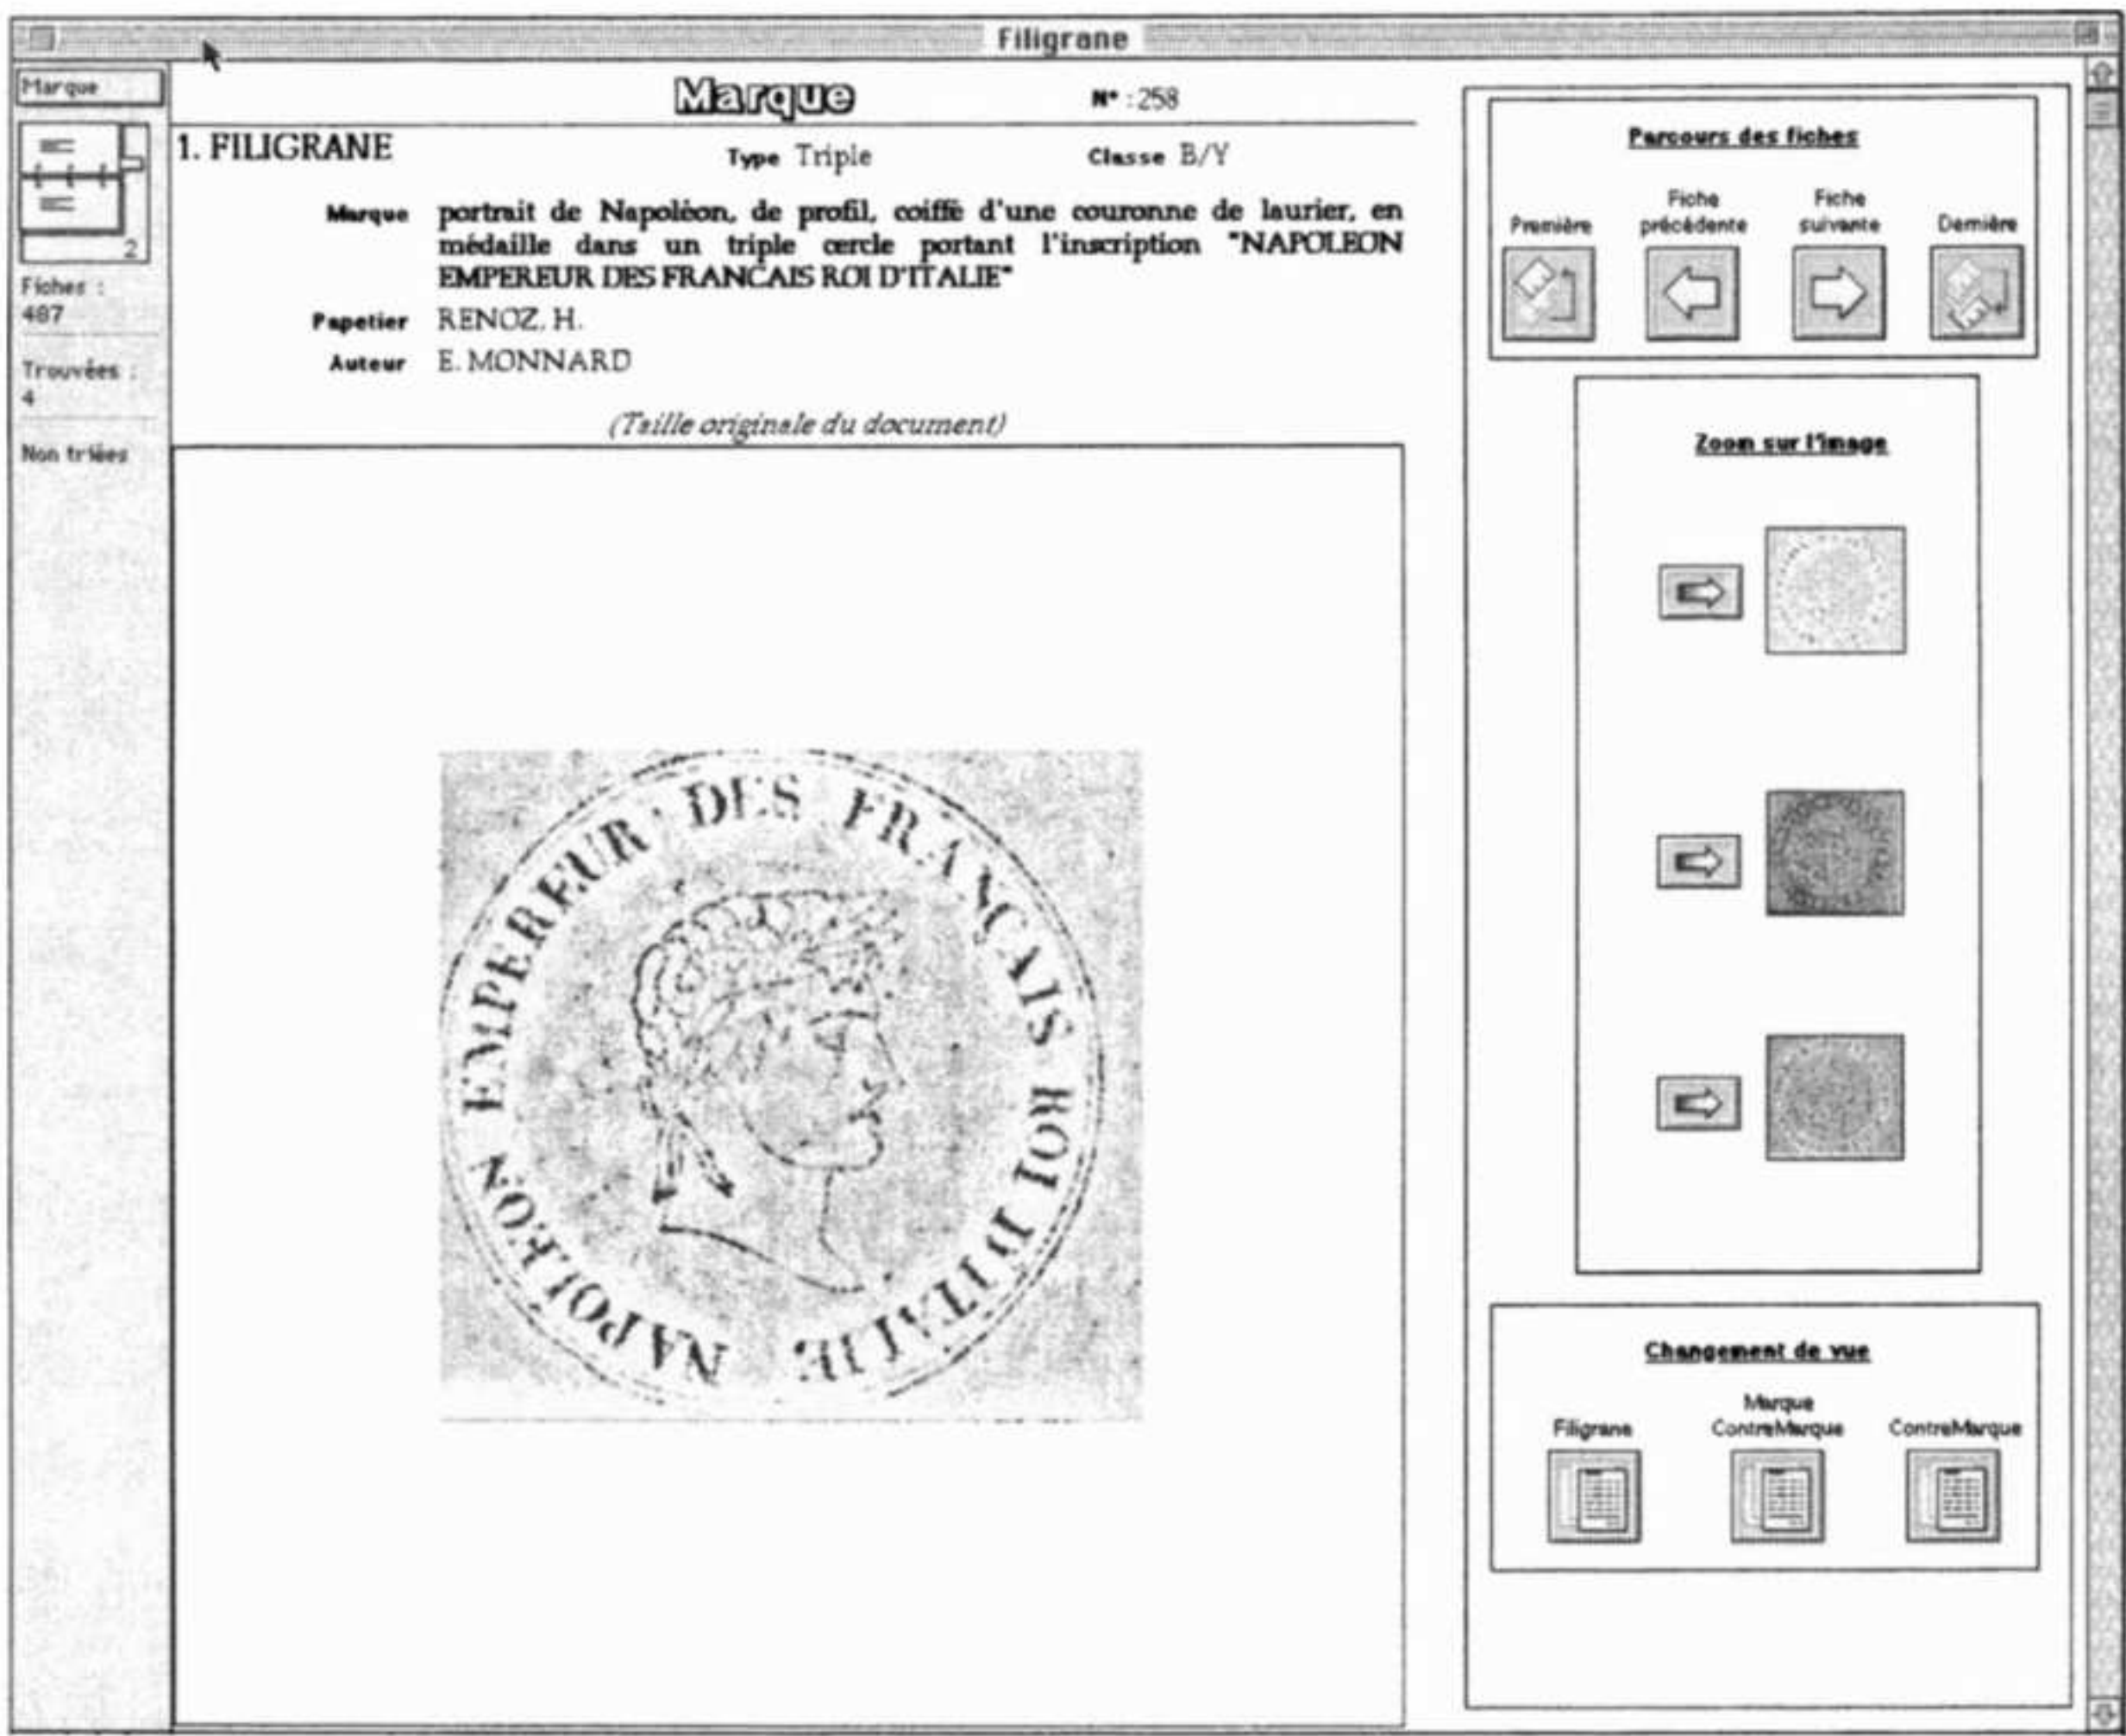 Filigrane
Marque
2
Fiches :
487
Trouvées :
4
Non triées
Marque
N° : 258
1. FILIGRANE
Type Triple
Classe B/Y
Marque portrait de Napoléon, de profil, coiffé d'une couronne de laurier, en
médaille dans un triple cercle portant l'inscription "NAPOLEON
EMPEREUR DES FRANCAIS ROI D'ITALIE"
Papetier RENOZ, H.
Auteur E. MONNARD
(Taille originale du document)
NAPOLEON EMPEREUR DES FRANÇAIS ROI D'ITALIE.
Parcours des fiches
Première
Fiche
précédente
Fiche
suivante
Dernière
Zoom sur l'image
Changement de vue
Filigrane
Marque
ContreMarque
ContreMarque